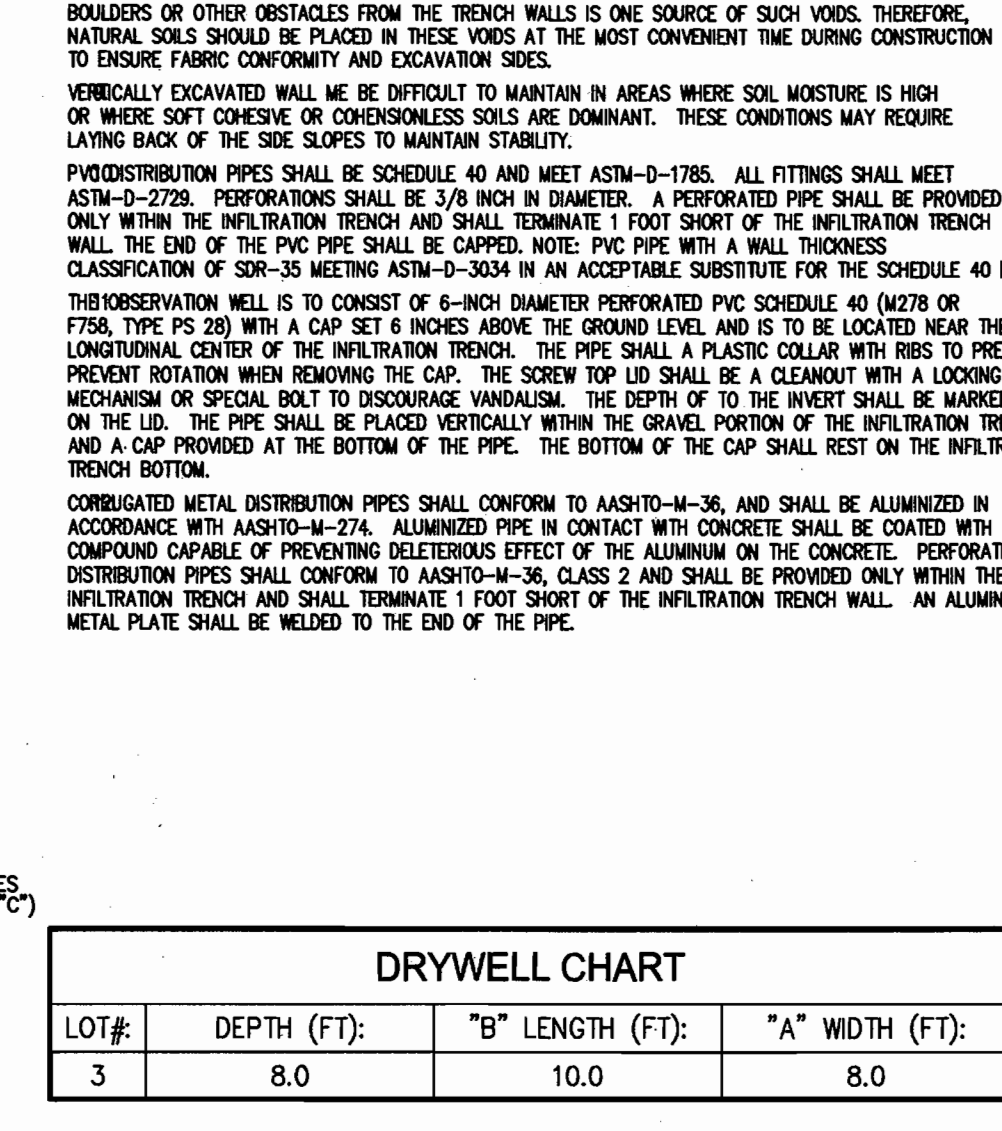 BOULDERS OR OTHER OBSTACLES FROM THE TRENCH WALLS IS ONE SOURCE OF SUCH VOIDS. THEREFORE,
NATURAL SOILS SHOULD BE PLACED IN THESE VOIDS AT THE MOST CONVENIENT TIME DURING CONSTRUCTION
TO ENSURE FABRIC CONFORMITY AND EXCAVATION SIDES.
EXCAVATED WALL ME BE DIFFICULT TO MAINTAIN IN AREAS WHERE SOIL MOISTURE IS HIGH
OR WHERE SOFT COHESIVE OR COHENSIONLESS SOILS ARE DOMINANT. THESE CONDITIONS MAY REQUIRE
LAYING BACK OF THE SIDE SLOPES TO MAINTAIN STABILITY.
PIPES SHALL BE SCHEDULE 40 AND MEET ASTM-D-1785. ALL FITTINGS SHALL MEET
ASTM-D-2729. PERFORATIONS SHALL BE 3/8 INCH IN DIAMETER. A PERFORATED PIPE SHALL BE PROVIDED
ONLY WITHIN THE INFILTRATION TRENCH AND SHALL TERMINATE 1 FOOT SHORT OF THE INFILTRATION TRENCH
WALL. THE END OF THE PVC PIPE SHALL BE CAPPED. NOTE: PVC PIPE WITH A WALL THICKNESS
CLASSIFICATION OF SDR-35 MEETING ASTM-D-3034 IN AN ACCEPTABLE SUBSTITUTE FOR THE SCHEDULE 40
WELL IS TO CONSIST OF 6-INCH DIAMETER PERFORATED PVC SCHEDULE 40 (M278 OR
F758, TYPE PS 28) WITH A CAP SET 6 INCHES ABOVE THE GROUND LEVEL AND IS TO BE LOCATED NEAR THE
LONGITUDINAL CENTER OF THE INFILTRATION TRENCH. THE PIPE SHALL A PLASTIC COLLAR WITH RIBS TO PRE
PREVENT ROTATION WHEN REMOVING THE CAP. THE SCREW TOP LID SHALL BE A CLEANOUT WITH A LOCKING
MECHANISM OR SPECIAL BOLT TO DISCOURAGE VANDALISM. THE DEPTH OF TO THE INVERT SHALL BE MARKE
ON THE LID. THE PIPE SHALL BE PLACED VERTICALLY WITHIN THE GRAVEL PORTION OF THE INFILTRATION TRE
AND A CAP PROVIDED AT THE BOTTOM OF THE PIPE. THE BOTTOM OF THE CAP SHALL REST ON THE INFILTR
TRENCH BOTTOM.
METAL DISTRIBUTION PIPES SHALL CONFORM TO AASHTO-M-36, AND SHALL BE ALUMINIZED IN
ACCORDANCE WITH AASHTO-M-274. ALUMINIZED PIPE IN CONTACT WITH CONCRETE SHALL BE COATED WITH
COMPOUND CAPABLE OF PREVENTING DELETERIOUS EFFECT OF THE ALUMINUM ON THE CONCRETE. PERFORAT
DISTRIBUTION PIPES SHALL CONFORM TO AASHTO-M-36, CLASS 2 AND SHALL BE PROVIDED ONLY WITHIN THE
INFILTRATION TRENCH AND SHALL TERMINATE 1 FOOT SHORT OF THE INFILTRATION TRENCH WALL. AN ALUMIN
METAL PLATE SHALL BE WELDED TO THE END OF THE PIPE.
ES
"C")
DRYWELL CHART
LOT#: DEPTH (FT): "B" LENGTH (FT): "A" WIDTH (FT):
3 8.0 10.0 8.0